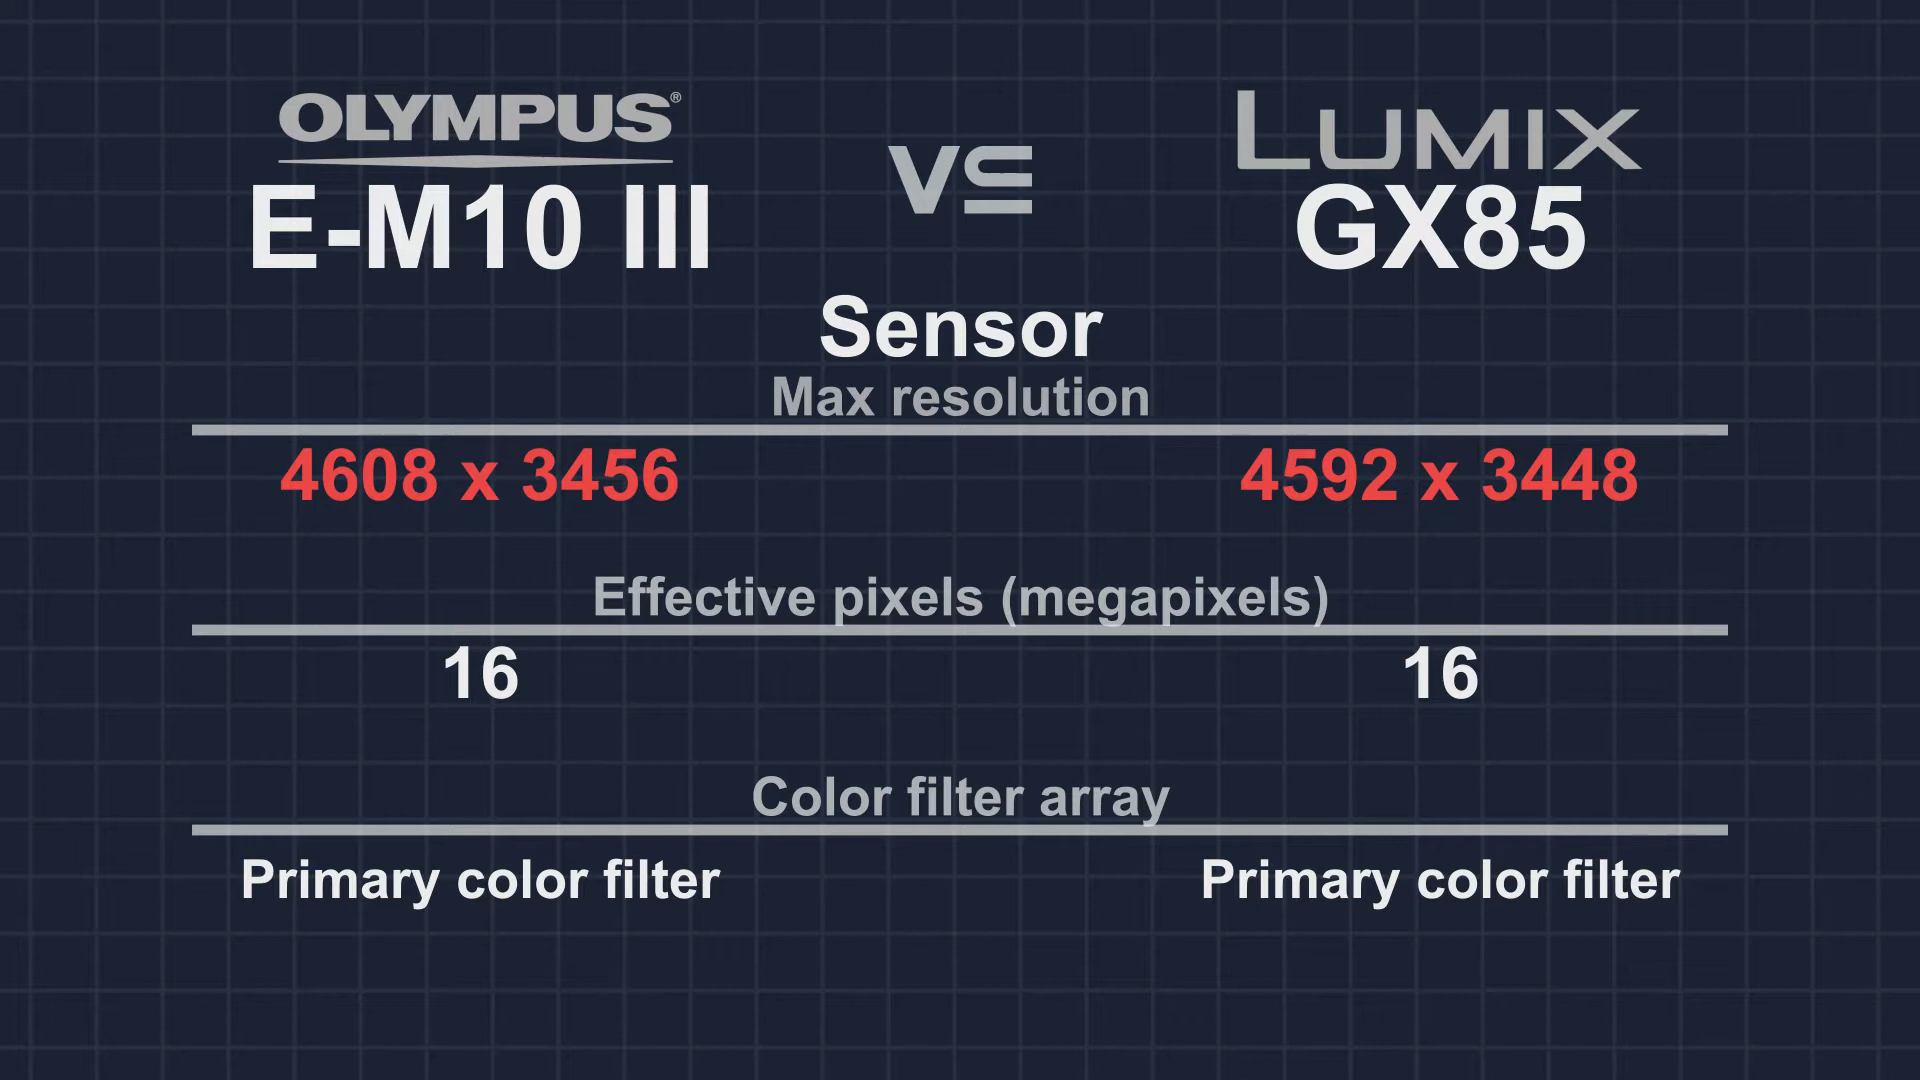 OLYMPUS®
E-M10 III
VS
LUMIX
GX85
Sensor
Max resolution
4608 x 3456
4592 x 3448
Effective pixels (megapixels)
16
16
Color filter array
Primary color filter
Primary color filter